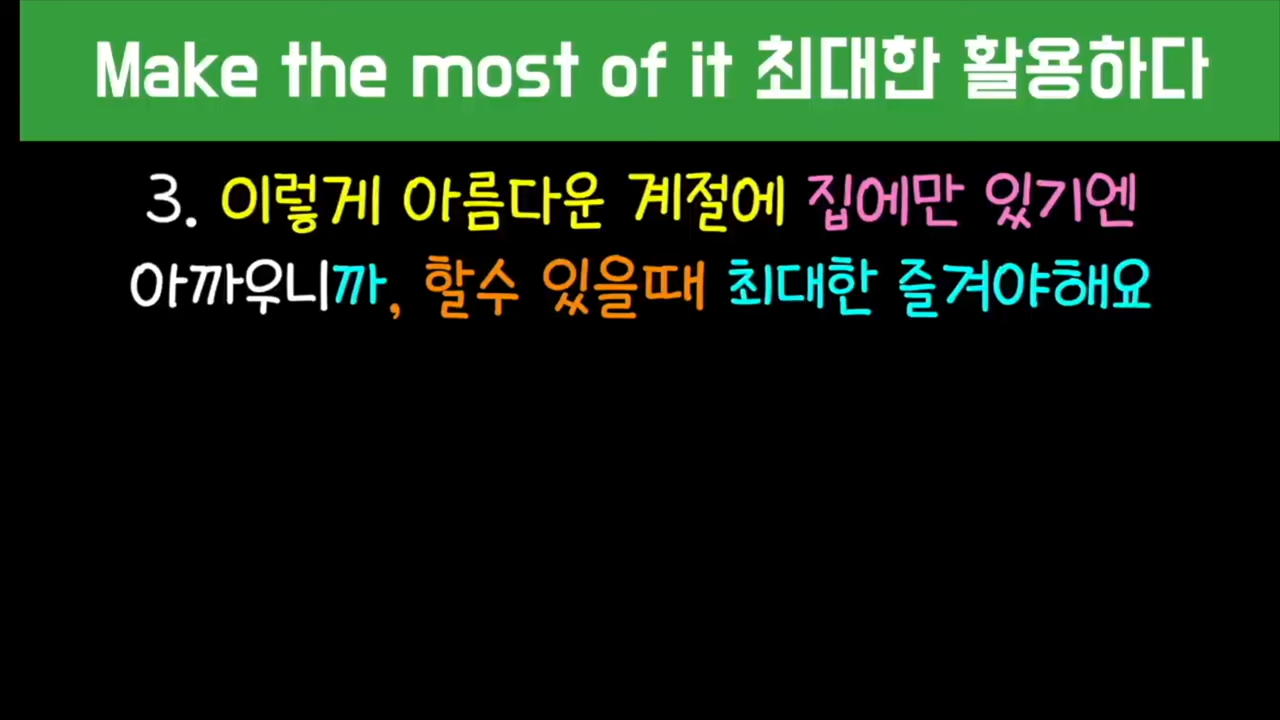 Make the most of it 최대한 활용하다
3. 이렇게 아름다운 계절에 집에만 있기엔
아까우니까, 할수 있을때 최대한 즐겨야해요